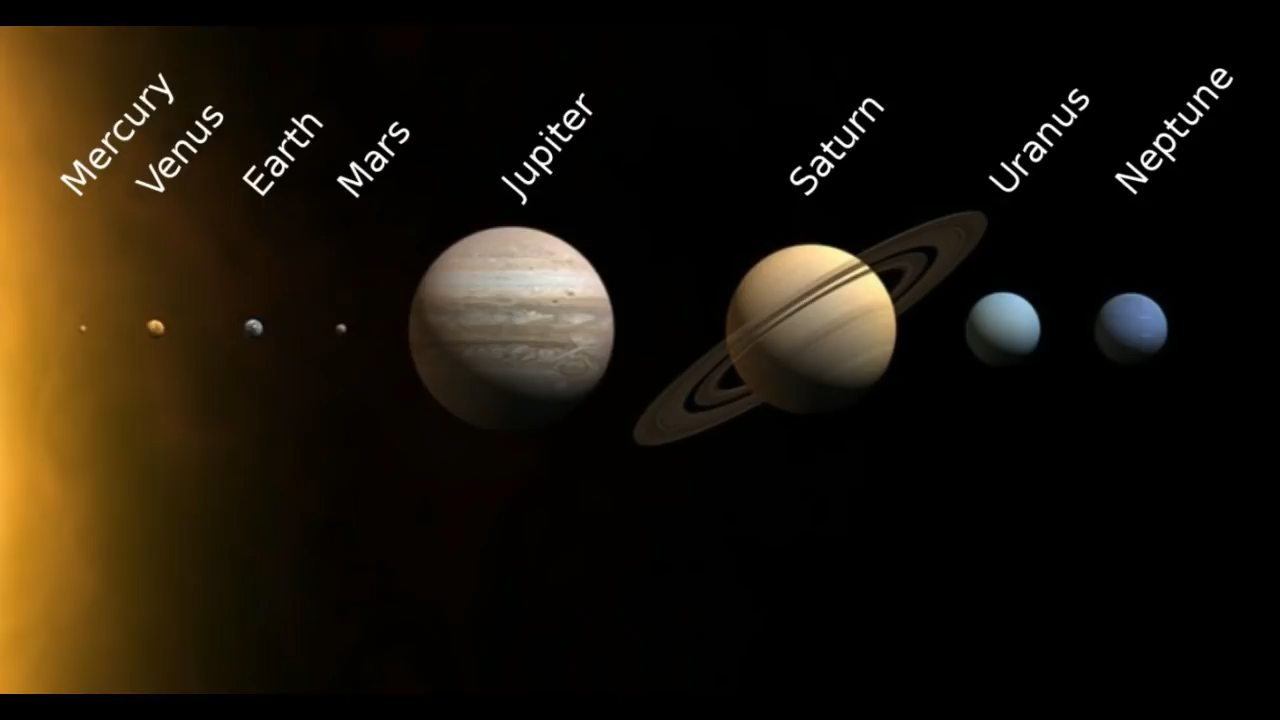 Mercury
Venus
Earth
Mars
Jupiter
Saturn
Uranus
Neptune